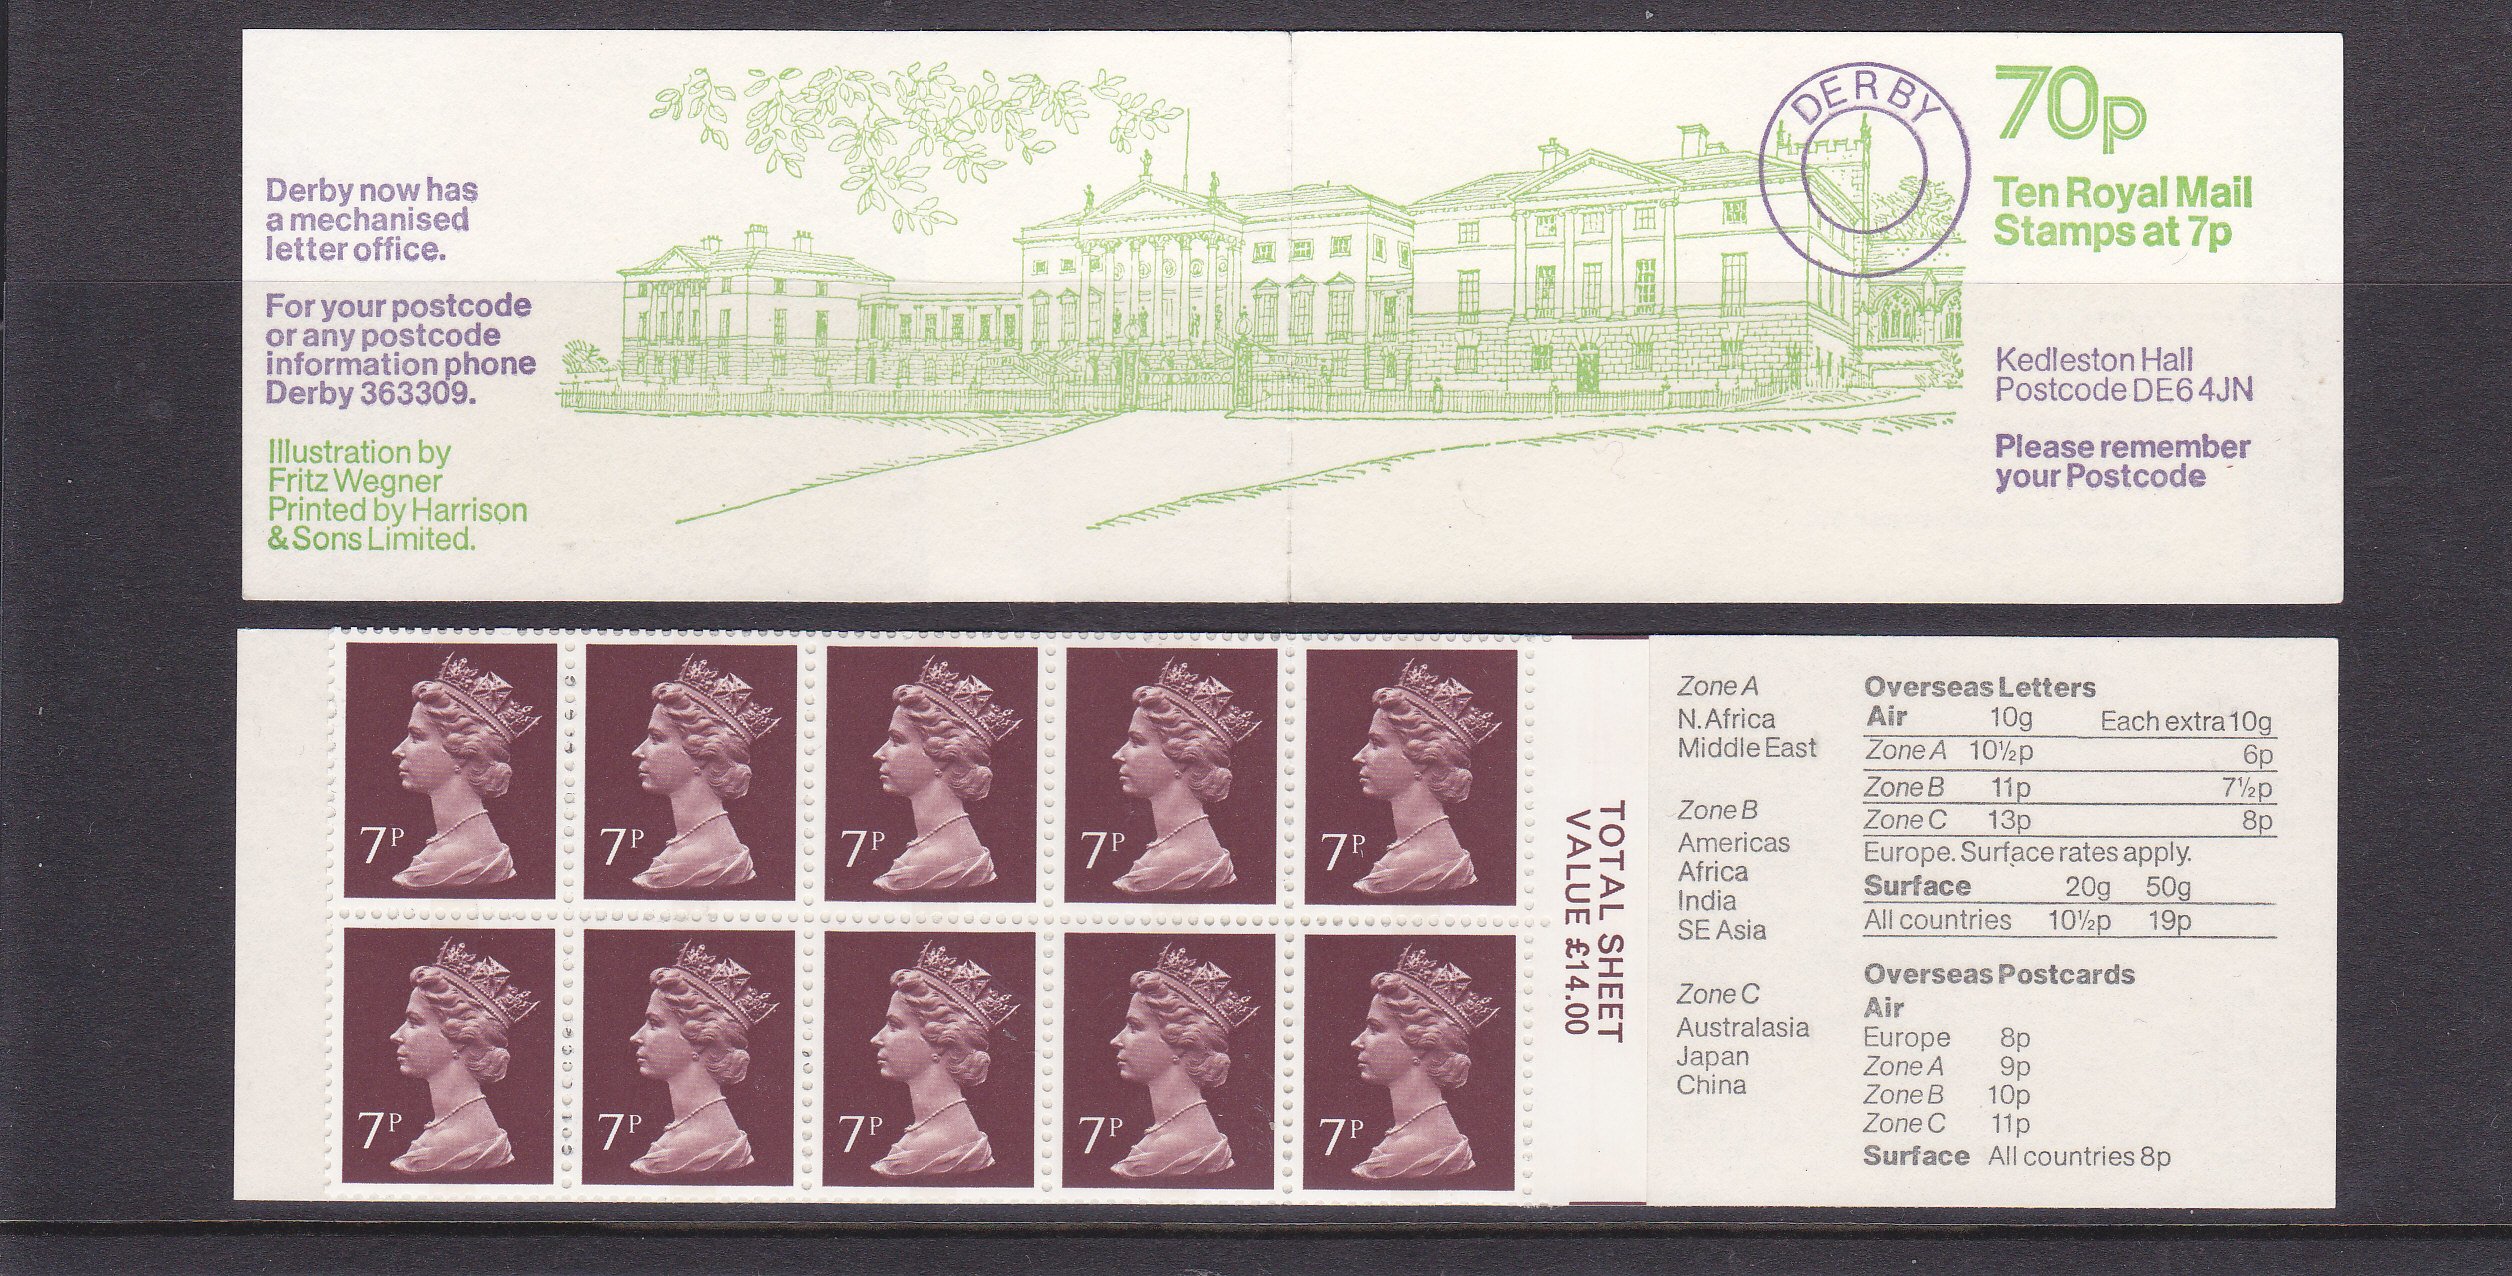 Derby now has
a mechanised
letter office.
For your postcode
or any postcode
information phone
Derby 363309.
Illustration by
Fritz Wegner
Printed by Harrison
& Sons Limited.
DERBY
70p
Ten Royal Mail
Stamps at 7p
Kedleston Hall
Postcode DE6 4JN
Please remember
your Postcode
7P
7P
7P
7P
7P
7P
7P
7P
7P
7P
TOTAL SHEET
VALUE £14.00
Zone A
N. Africa
Middle East
Zone B
Americas
Africa
India
SE Asia
Zone C
Australasia
Japan
China
Overseas Letters
Air 10g Each extra 10g
Zone A 10½p 6p
Zone B 11p 7½p
Zone C 13p 8p
Europe. Surface rates apply.
Surface 20g 50g
All countries 10½p 19p
Overseas Postcards
Air
Europe 8p
Zone A 9p
Zone B 10p
Zone C 11p
Surface All countries 8p